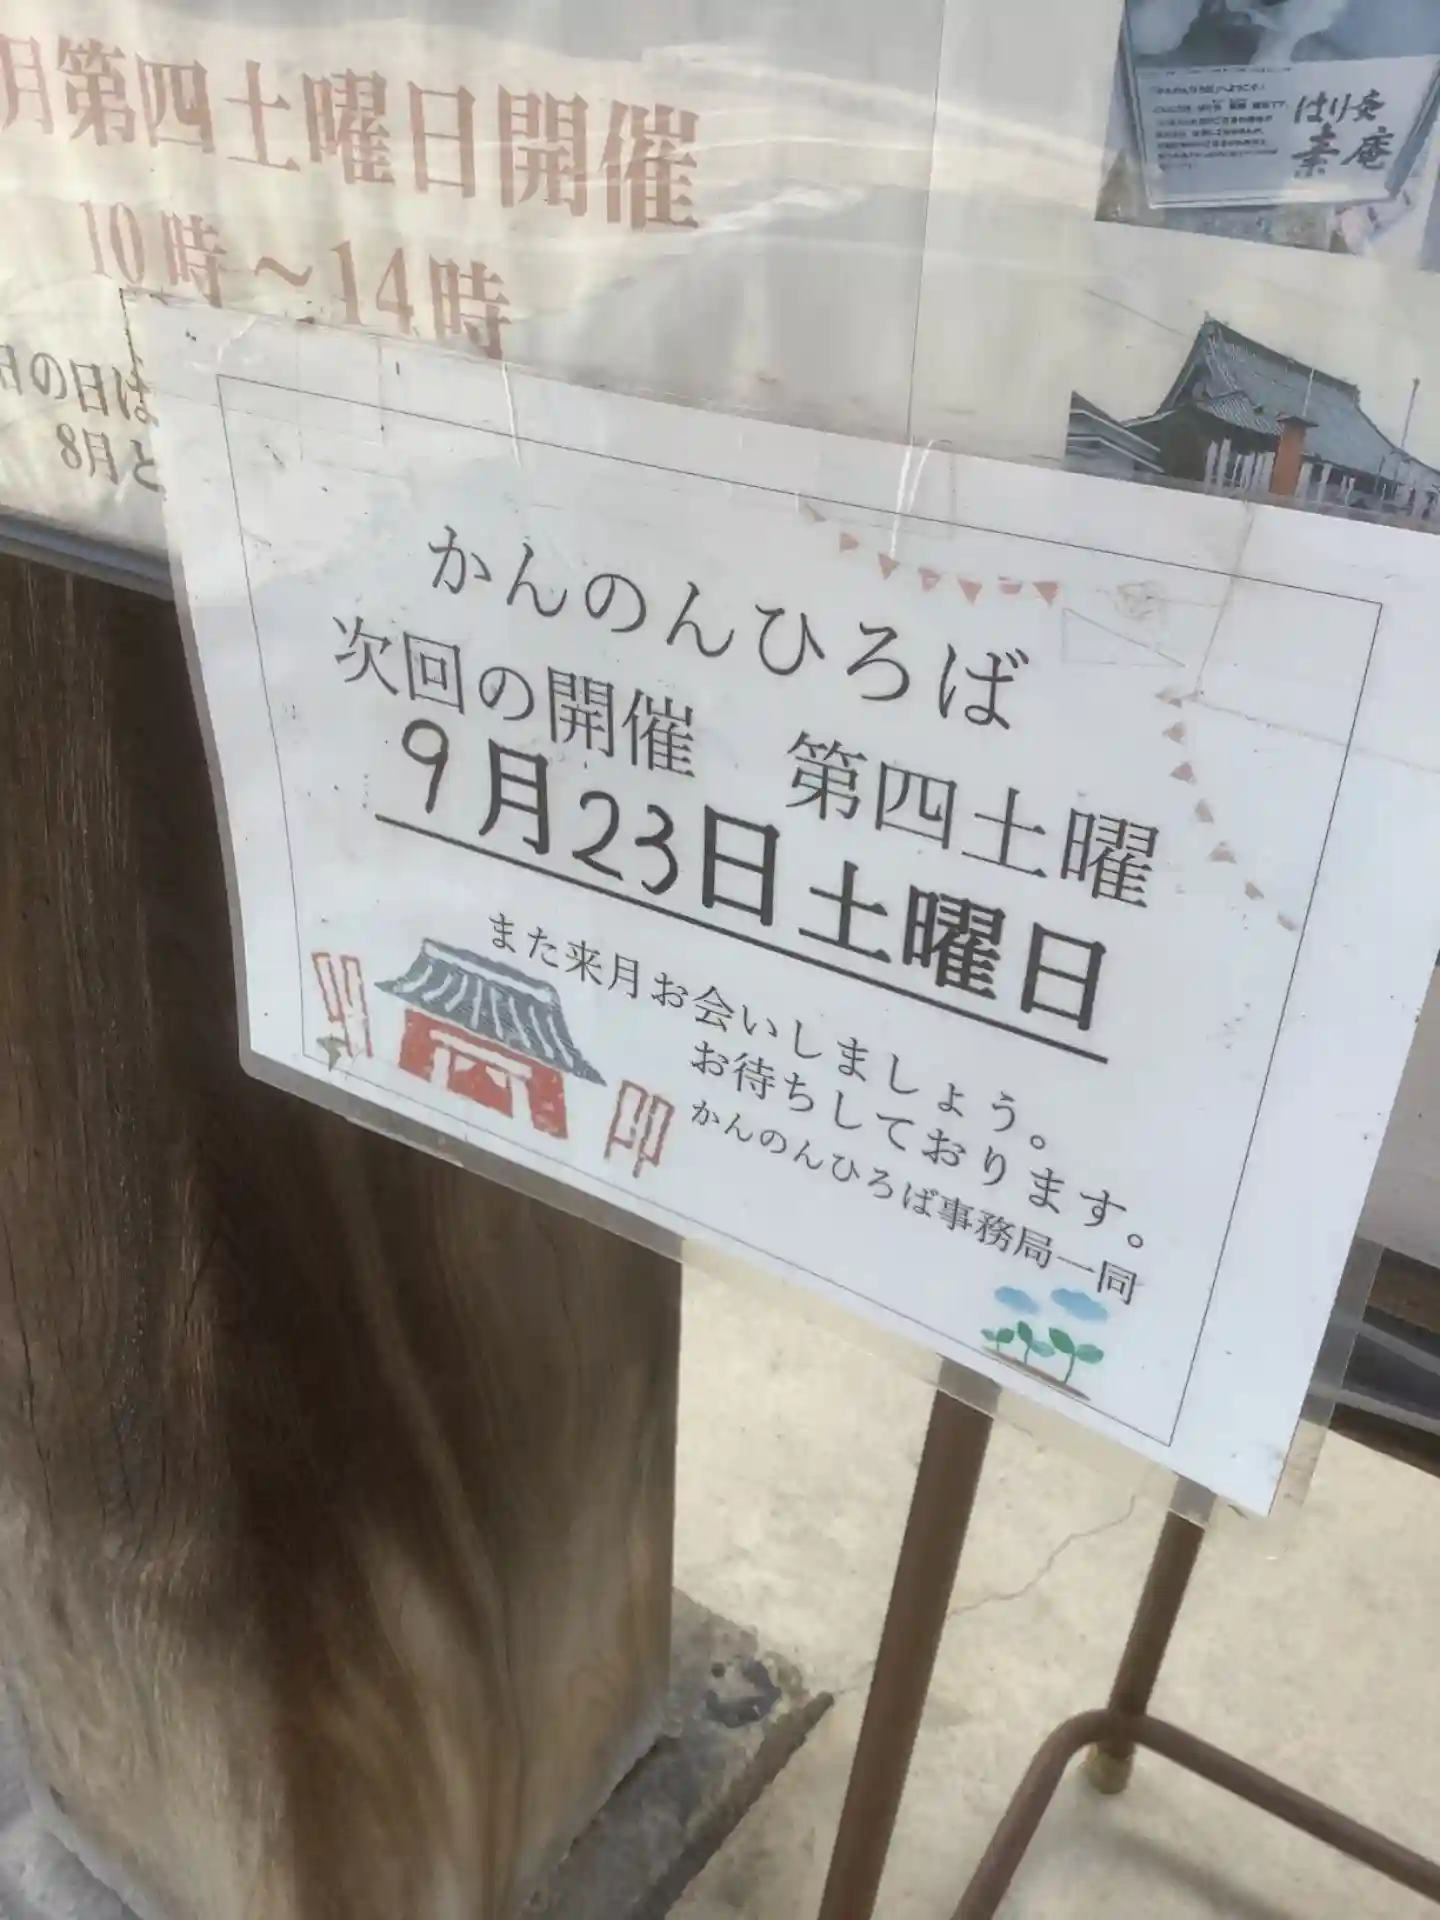 月第四土曜日開催
10時～14時
の日は
8月と
はり灸
素庵
かんのんひろば
次回の開催　第四土曜
9月23日土曜日
また来月お会いしましょう。
お待ちしております。
かんのんひろば事務局一同